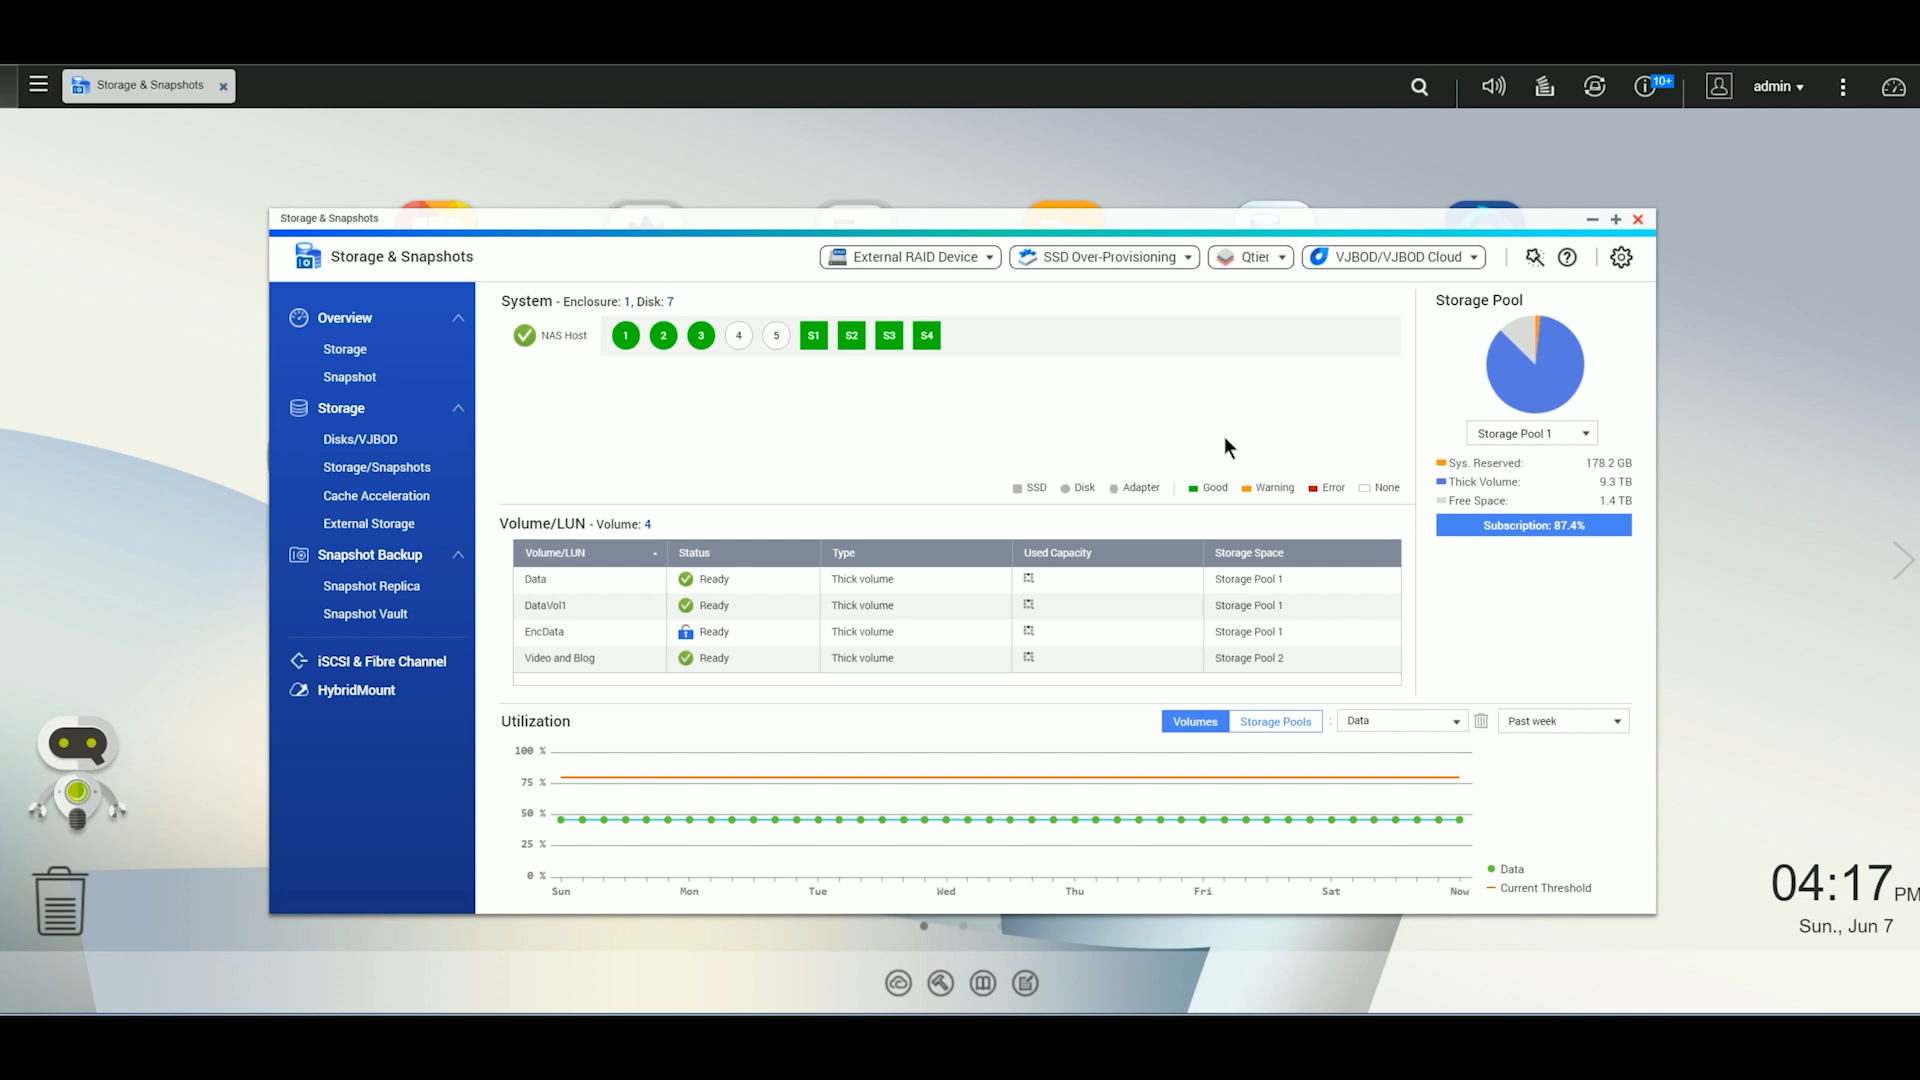 Storage & Snapshots
10+
admin
Storage & Snapshots
Storage & Snapshots
External RAID Device
SSD Over-Provisioning
Qtier
VJBOD/VJBOD Cloud
Overview
Storage
Snapshot
Storage
Disks/VJBOD
Storage/Snapshots
Cache Acceleration
External Storage
Snapshot Backup
Snapshot Replica
Snapshot Vault
iSCSI & Fibre Channel
HybridMount
System - Enclosure: 1, Disk: 7
NAS Host 1 2 3 4 5 S1 S2 S3 S4
SSD Disk Adapter Good Warning Error None
Storage Pool
Storage Pool 1
Sys. Reserved: 178.2 GB
Thick Volume: 9.3 TB
Free Space: 1.4 TB
Subscription: 87.4%
Volume/LUN - Volume: 4
Volume/LUN Status Type Used Capacity Storage Space
Data Ready Thick volume Storage Pool 1
DataVol1 Ready Thick volume Storage Pool 1
EncData Ready Thick volume Storage Pool 1
Video and Blog Ready Thick volume Storage Pool 2
Utilization
Volumes Storage Pools : Data Past week
100 %
75 %
50 %
25 %
0 %
Sun Mon Tue Wed Thu Fri Sat Now
Data
Current Threshold
04:17 PM
Sun., Jun 7